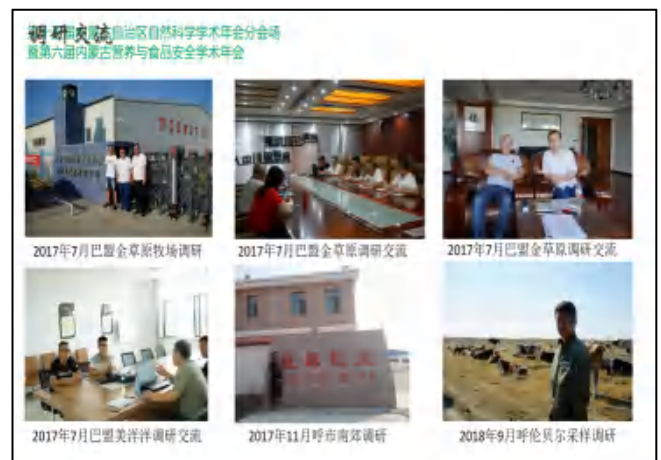 调研交流
自治区自然科学学术年会分会场
暨第六届内蒙古营养与食品安全学术年会
2017年7月巴盟金草原牧场调研
2017年7月巴盟金草原调研交流
2017年7月巴盟金草原调研交流
2017年7月巴盟美洋洋调研交流
2017年11月呼市南郊调研
2018年9月呼伦贝尔采样调研